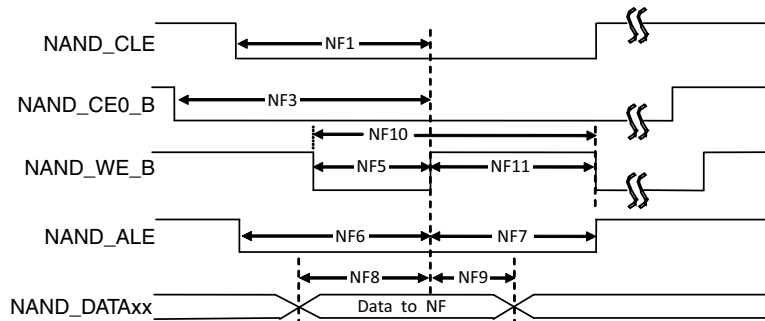 NAND_CLE
NF1
NAND_CE0_B
NF3
NF10
NAND_WE_B
NF5
NF11
NAND_ALE
NF6
NF7
NF8
NF9
NAND_DATAxx
Data to NF